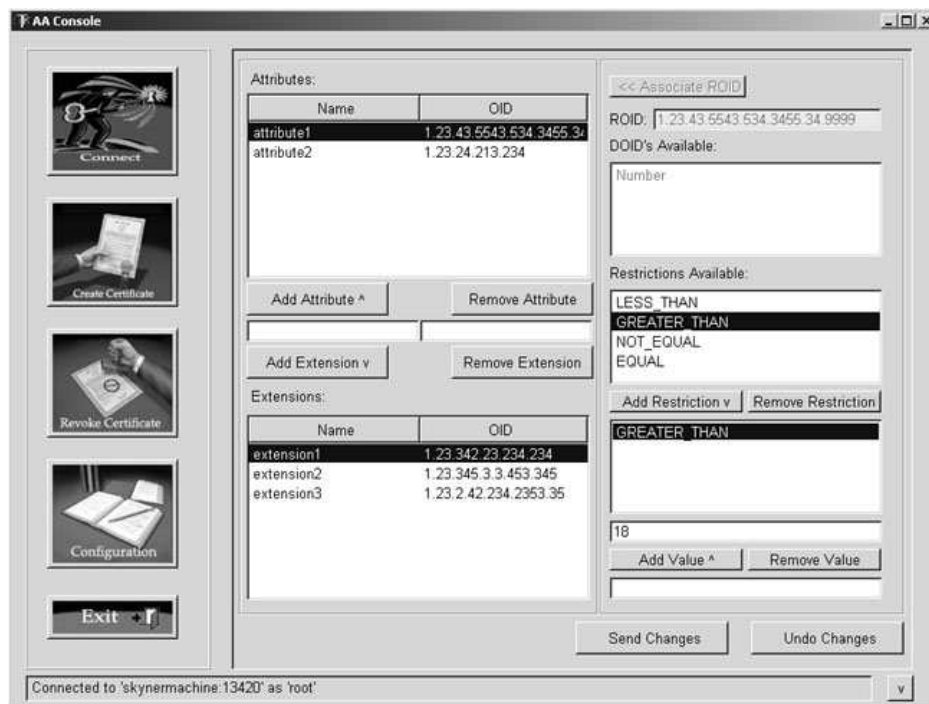 AA Console
Connect
Create Certificate
Revoke Certificate
Configuration
Exit
Attributes:
Name OID
attribute1 1.23.43.5543.534.3455.34
attribute2 1.23.24.213.234
Add Attribute ^ Remove Attribute
Add Extension v Remove Extension
Extensions:
Name OID
extension1 1.23.342.23.234.234
extension2 1.23.345.3.3.453.345
extension3 1.23.2.42.234.2353.35
<< Associate ROID
ROID: 1.23.43.5543.534.3455.34.9999
DOID's Available:
Number
Restrictions Available:
LESS_THAN
GREATER_THAN
NOT_EQUAL
EQUAL
Add Restriction v Remove Restriction
GREATER_THAN
18
Add Value ^ Remove Value
Send Changes Undo Changes
Connected to 'skynermachine:13420' as 'root' v